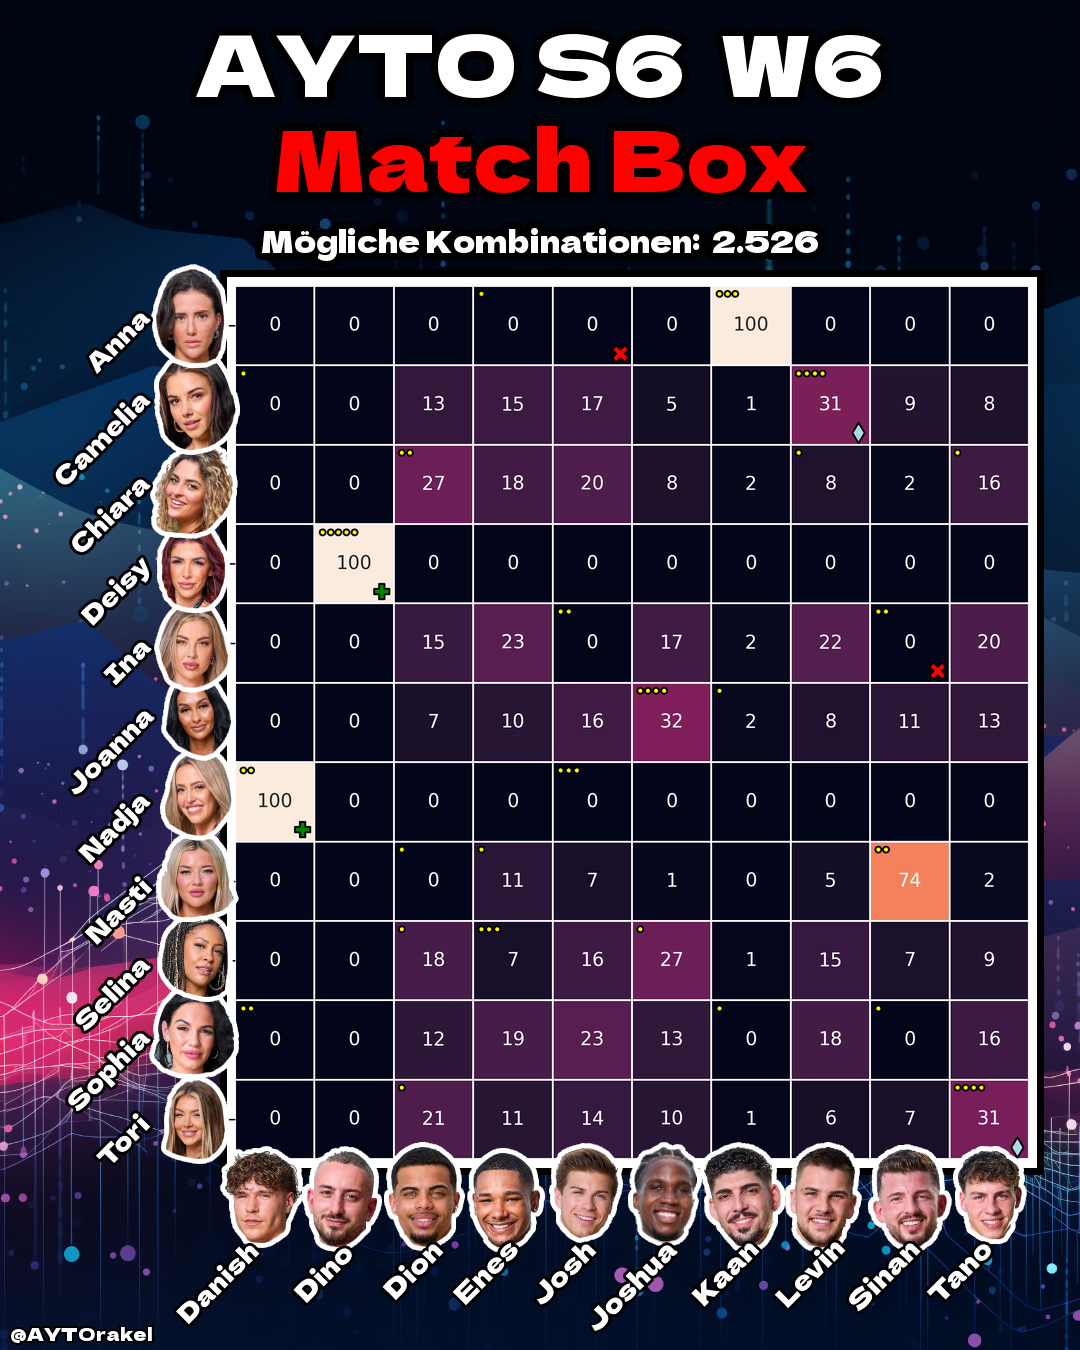 AYTO S6 W6
Match Box
Mögliche Kombinationen: 2.526
Anna 0 0 0 0 0 0 100 0 0 0
Camelia 0 0 13 15 17 5 1 31 9 8
Chiara 0 0 27 18 20 8 2 8 2 16
Deisy 0 100 0 0 0 0 0 0 0 0
Ina 0 0 15 23 0 17 2 22 0 20
Joanna 0 0 7 10 16 32 2 8 11 13
Nadja 100 0 0 0 0 0 0 0 0 0
Nasti 0 0 0 11 7 1 0 5 74 2
Selina 0 0 18 7 16 27 1 15 7 9
Sophia 0 0 12 19 23 13 0 18 0 16
Tori 0 0 21 11 14 10 1 6 7 31
Danish Dino Dion Enes Josh Joshua Kaan Levin Sinan Tano
@AYTOrakel